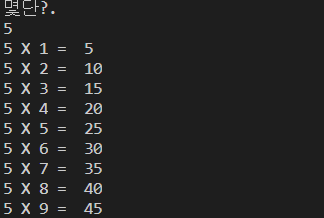 몇단?.
5
5 X 1 =  5
5 X 2 =  10
5 X 3 =  15
5 X 4 =  20
5 X 5 =  25
5 X 6 =  30
5 X 7 =  35
5 X 8 =  40
5 X 9 =  45